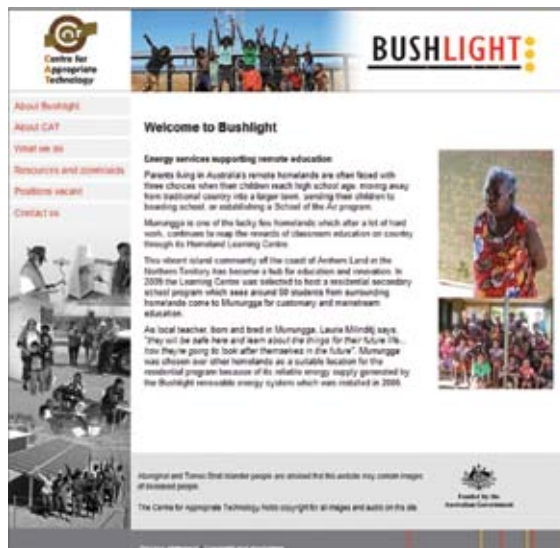 Centre for
Appropriate
Technology
BUSHLIGHT
About Bushlight
About CAT
What we do
Resources and downloads
Positions vacant
Contact us
Welcome to Bushlight
Energy services supporting remote education
Parents living in Australia's remote homelands are often faced with
three choices when their children reach high school age: moving away
from traditional country into a larger town, sending their children to
boarding school, or establishing a School of the Air program.
Mumungga is one of the lucky few homelands which after a lot of hard
work, continues to reap the rewards of classroom education on country
through its Homeland Learning Centre.
This vibrant island community off the coast of Arnhem Land in the
Northern Territory has become a hub for education and innovation. In
2009 the Learning Centre was selected to host a residential secondary
school program which sees around 50 students from surrounding
homelands come to Mumungga for customary and mainstream
education.
As local teacher, born and bred in Mumungga, Laura says,
"they will be safe here and learn about the things for their future life...
how they're going to look after themselves in the future". Mumungga
was chosen over other homelands as a suitable location for the
residential program because of its reliable energy supply generated by
the Bushlight renewable energy system which was installed in
Aboriginal and Torres Strait Islander people are advised that this website may contain images
of deceased people.
The Centre for Appropriate Technology holds copyright for all images and audio on this site.
Funded by the
Australian Government